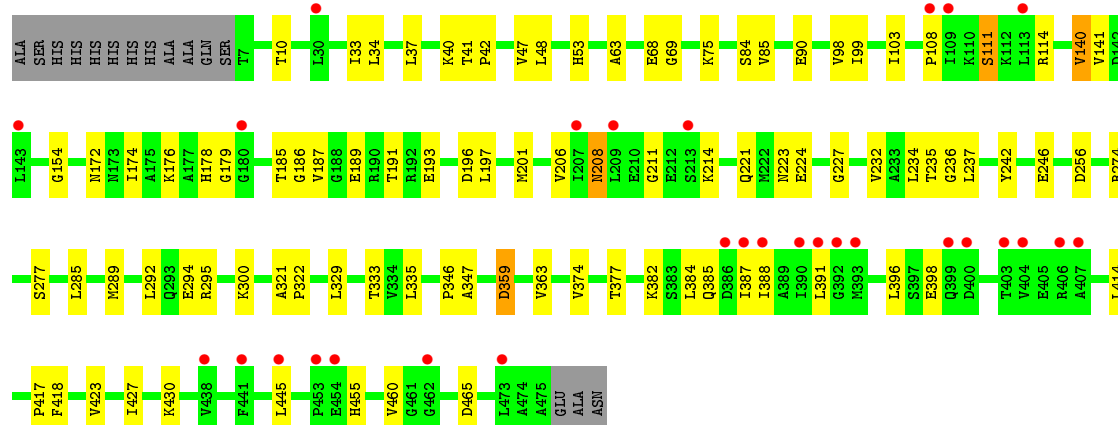 ALA SER HIS HIS HIS HIS HIS HIS ALA ALA GLN SER T7 T10 L30 I33 L34 L37 K40 T41 P42 V47 L48 H53 A63 E68 G69 K75 S84 V85 E90 V98 I99 I103 P108 I109 K110 S111 K112 L113 R114 V140 V141 D142
L143 G154 N172 N173 I174 A175 K176 A177 H178 G179 G180 T185 G186 V187 G188 E189 R190 T191 R192 E193 D196 L197 M201 V206 I207 N208 L209 E210 G211 E212 S213 K214 Q221 M222 N223 E224 G227 V232 A233 L234 T235 G236 L237 Y242 E246 D256 R274
S277 L285 M289 L292 Q293 E294 R295 K300 A321 P322 L329 T333 V334 L335 P346 A347 D359 V363 V374 T377 K382 S383 L384 Q385 D386 I387 I388 A389 I390 L391 G392 M393 L396 S397 E398 Q399 D400 T403 V404 E405 R406 A407 L414
P417 F418 V423 I427 K430 V438 F441 L445 P453 E454 H455 V460 G461 G462 D465 L473 A474 A475 GLU ALA ASN